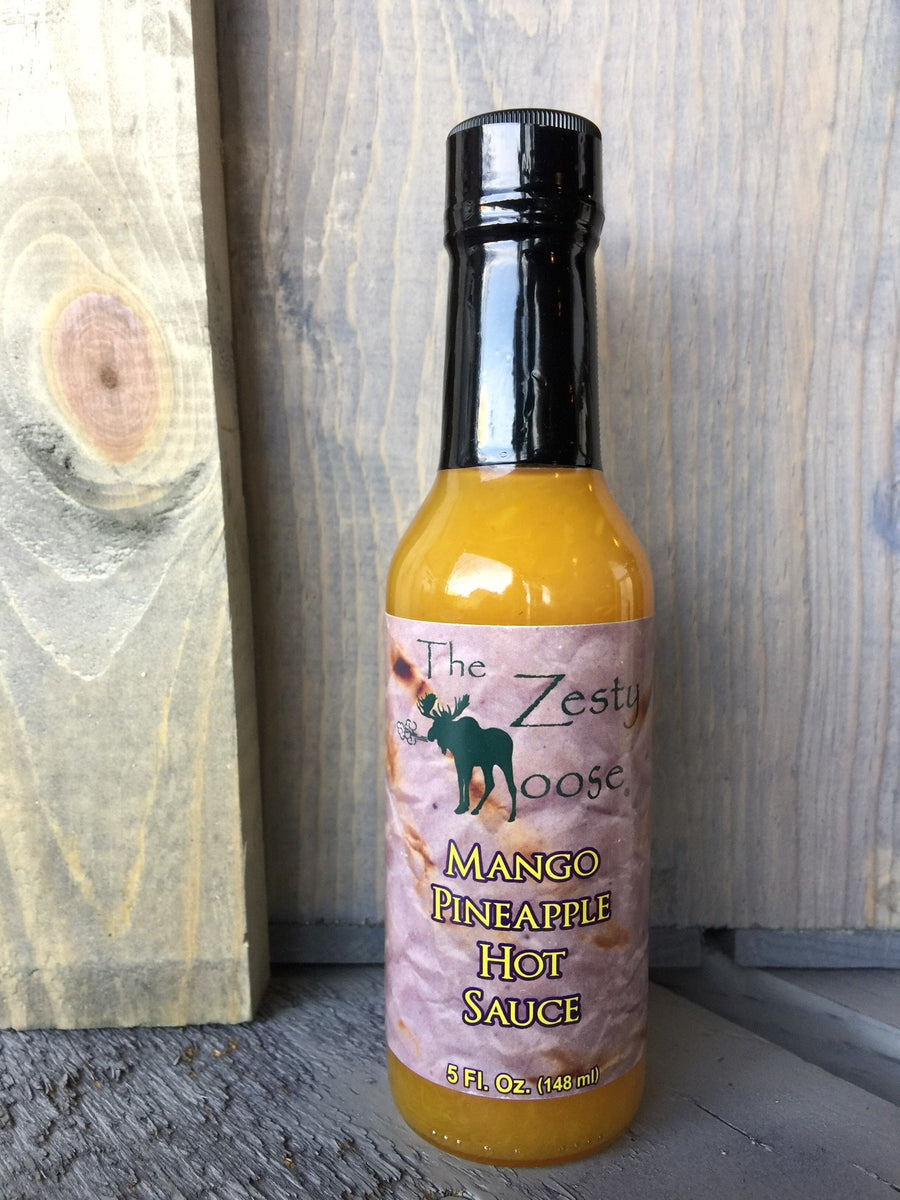 The
Zesty
Moose
Mango
Pineapple
Hot
Sauce
5 Fl. Oz. (148 ml)